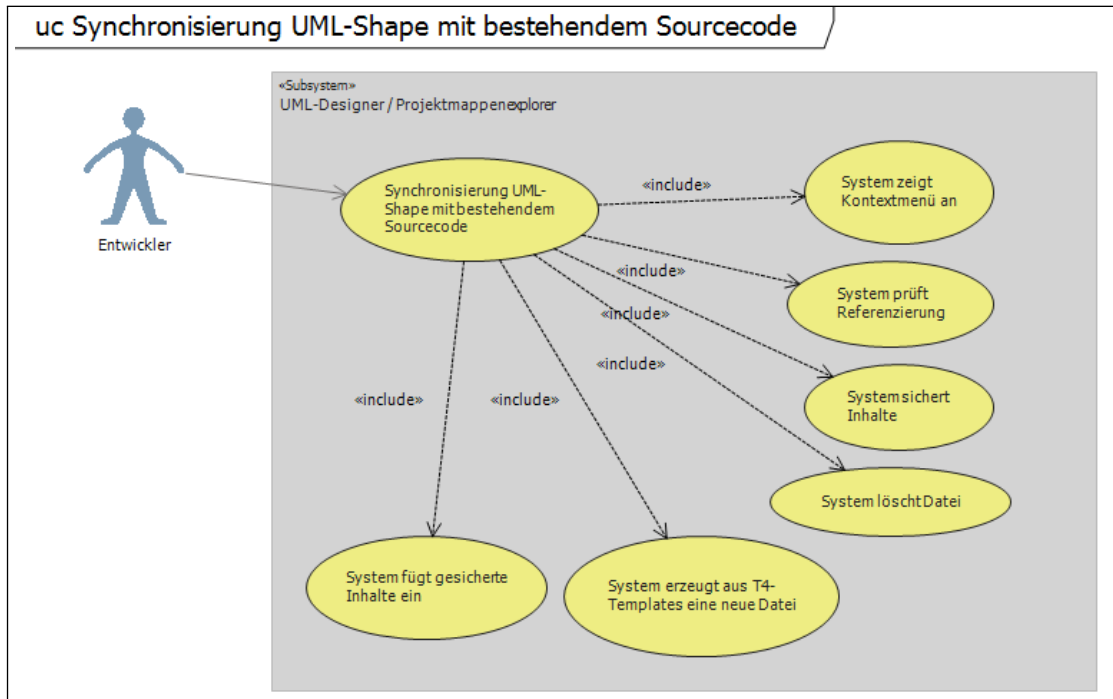 uc Synchronisierung UML-Shape mit bestehendem Sourcecode
«Subsystem»
UML-Designer / Projektmappenexplorer
Entwickler
Synchronisierung UML-
Shape mit bestehendem
Sourcecode
«include»
System zeigt
Kontextmenü an
«include»
System prüft
Referenzierung
«include»
System sichert
Inhalte
«include»
System löscht Datei
«include»
«include»
System fügt gesicherte
Inhalte ein
System erzeugt aus T4-
Templates eine neue Datei